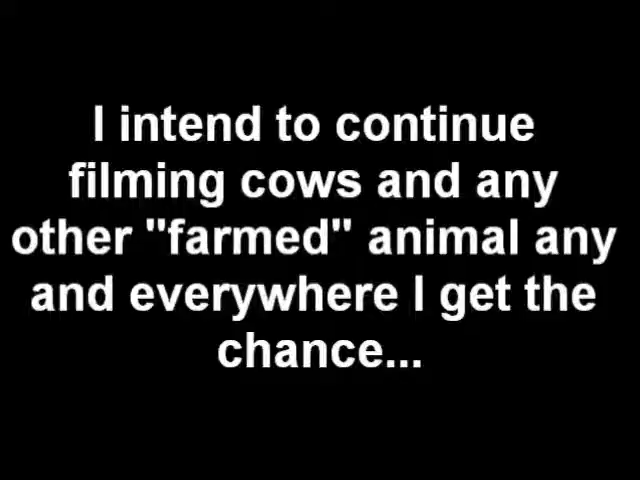 I intend to continue
filming cows and any
other "farmed" animal any
and everywhere I get the
chance...